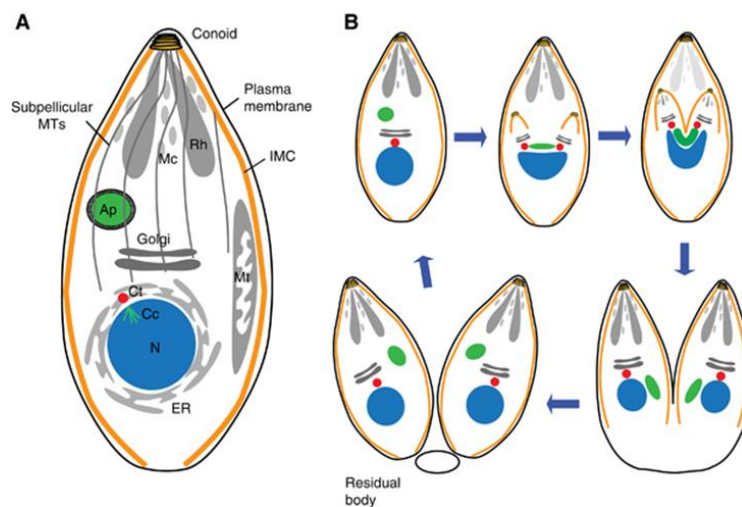 A
Conoid
Subpellicular
MTs
Plasma
membrane
Rh
Mc
IMC
Ap
Golgi
Mt
Ct
Cc
N
ER
B
Residual
body